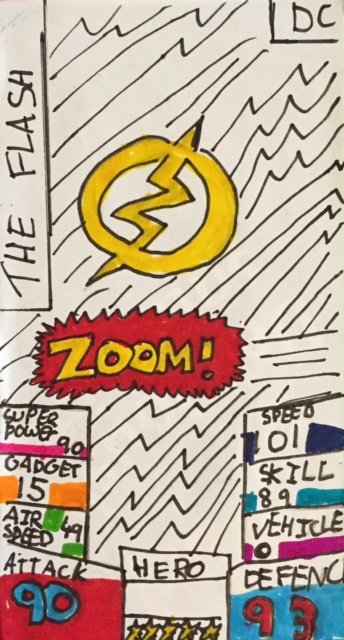 DC
THE FLASH
ZOOM!
SUPER
POWER 90
GADGET
15
AIR
SPEED 49
ATTACK
90
HERO
SPEED
101
SKILL
89
VEHICLE
0
DEFENC
93